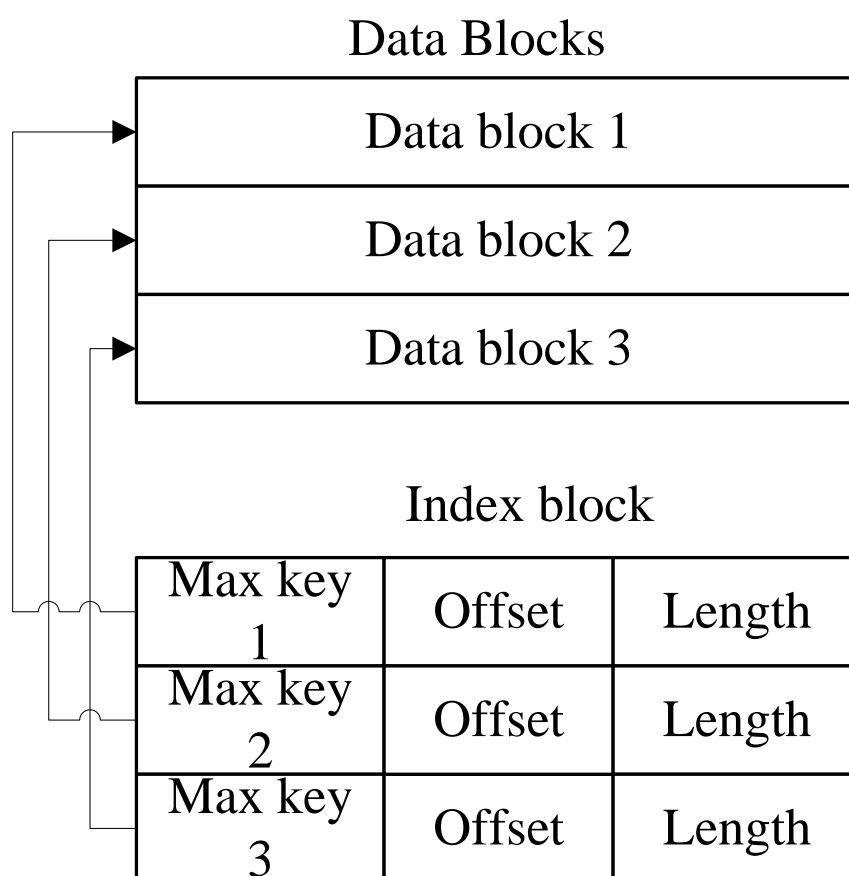 Data Blocks
Data block 1
Data block 2
Data block 3
Index block
Max key
1
Offset
Length
Max key
2
Offset
Length
Max key
3
Offset
Length